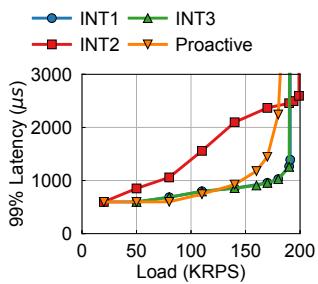 INT1 INT3
INT2 Proactive
3000
2000
1000
0
99% Latency (μs)
0 50 100 150 200
Load (KRPS)